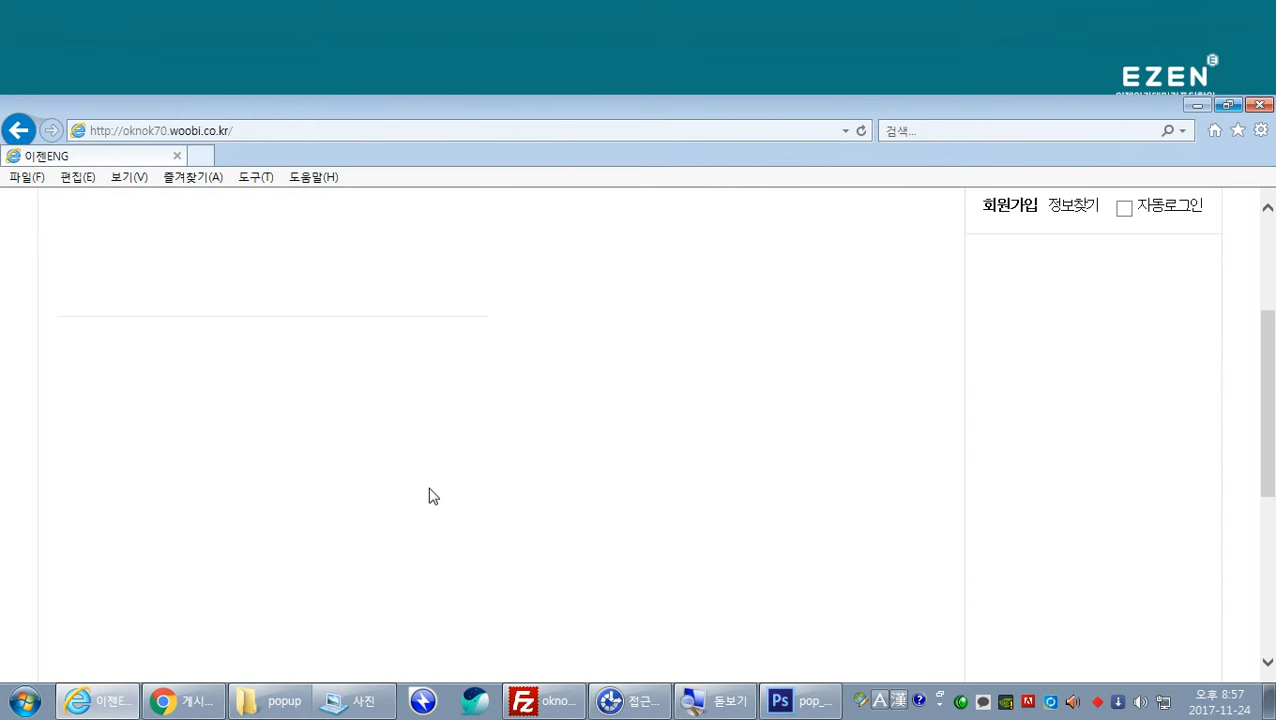 EZEN
http://oknok70.woobi.co.kr/
검색...
이젠ENG
파일(F) 편집(E) 보기(V) 즐겨찾기(A) 도구(T) 도움말(H)
회원가입 정보찾기 자동로그인
이젠E... 게시... popup 사진 okno... 접근... 돋보기 pop_... A 漢
오후 8:57
2017-11-24